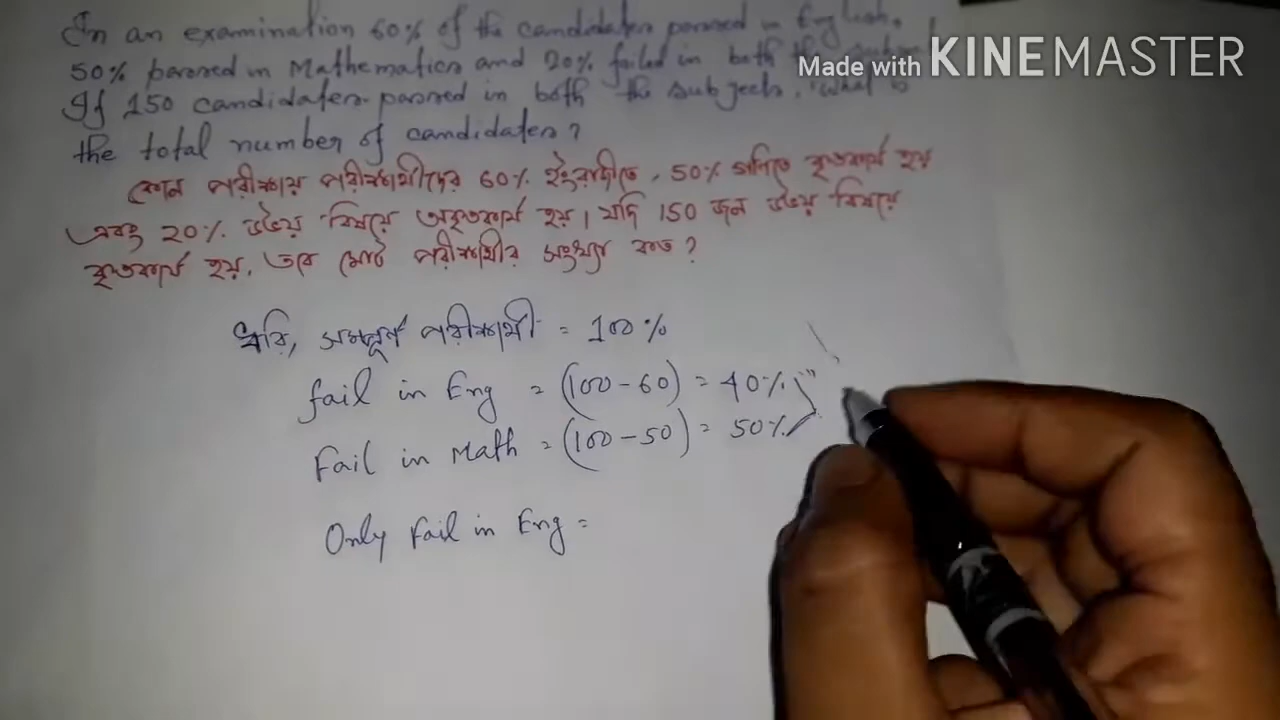 In an examination 60% of the candidates passed in English,
50% passed in Mathematics and 20% failed in both the
If 150 candidates passed in both the subjects. What is
the total number of candidates?
কোন পরীক্ষায় পরীক্ষার্থীদের 60% ইংরাজীতে, 50% গনিতে কৃতকার্য হয়
এবং 20% উভয় বিষয়ে অকৃতকার্য হয়। যদি 150 জন উভয় বিষয়ে
কৃতকার্য হয়, তবে মোট পরীক্ষার্থীর সংখ্যা কত?
ধরি, সম্পূর্ণ পরীক্ষার্থী = 100%
fail in Eng = (100-60) = 40%
Fail in Math = (100-50) = 50%
Only Fail in Eng =
Made with KINEMASTER